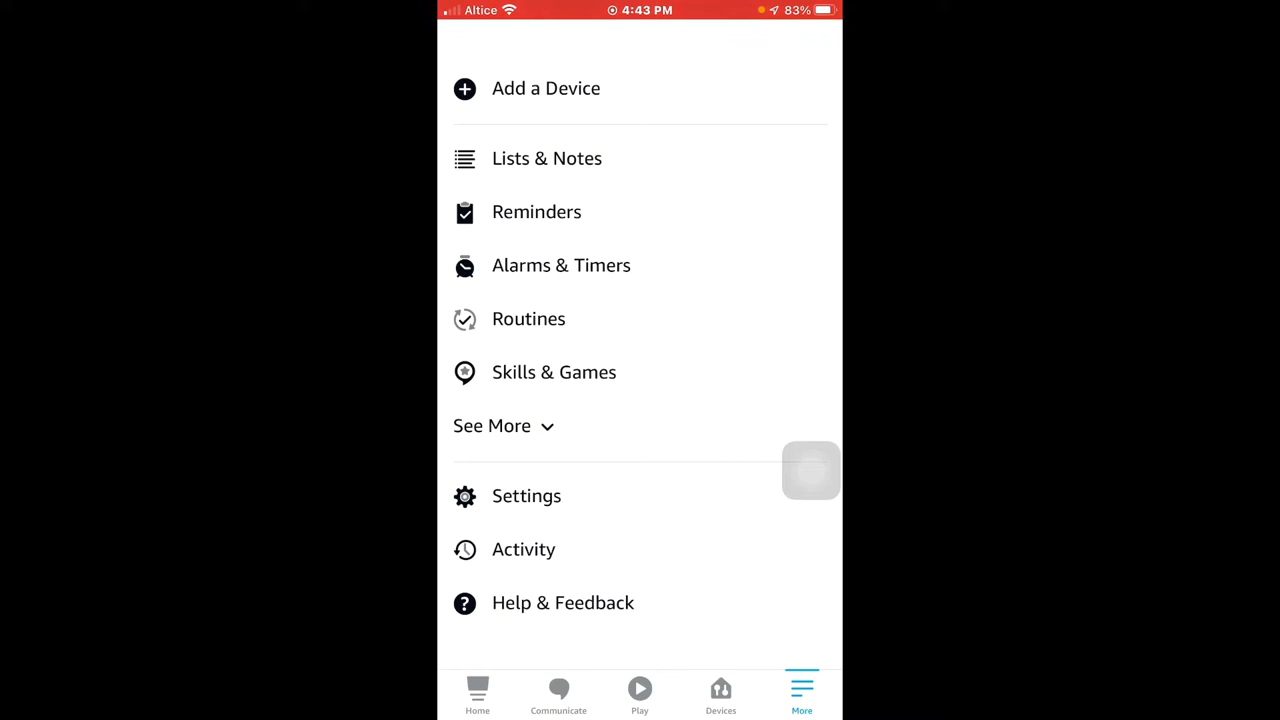 Altice 4:43 PM 83%
Add a Device
Lists & Notes
Reminders
Alarms & Timers
Routines
Skills & Games
See More
Settings
Activity
Help & Feedback
Home Communicate Play Devices More